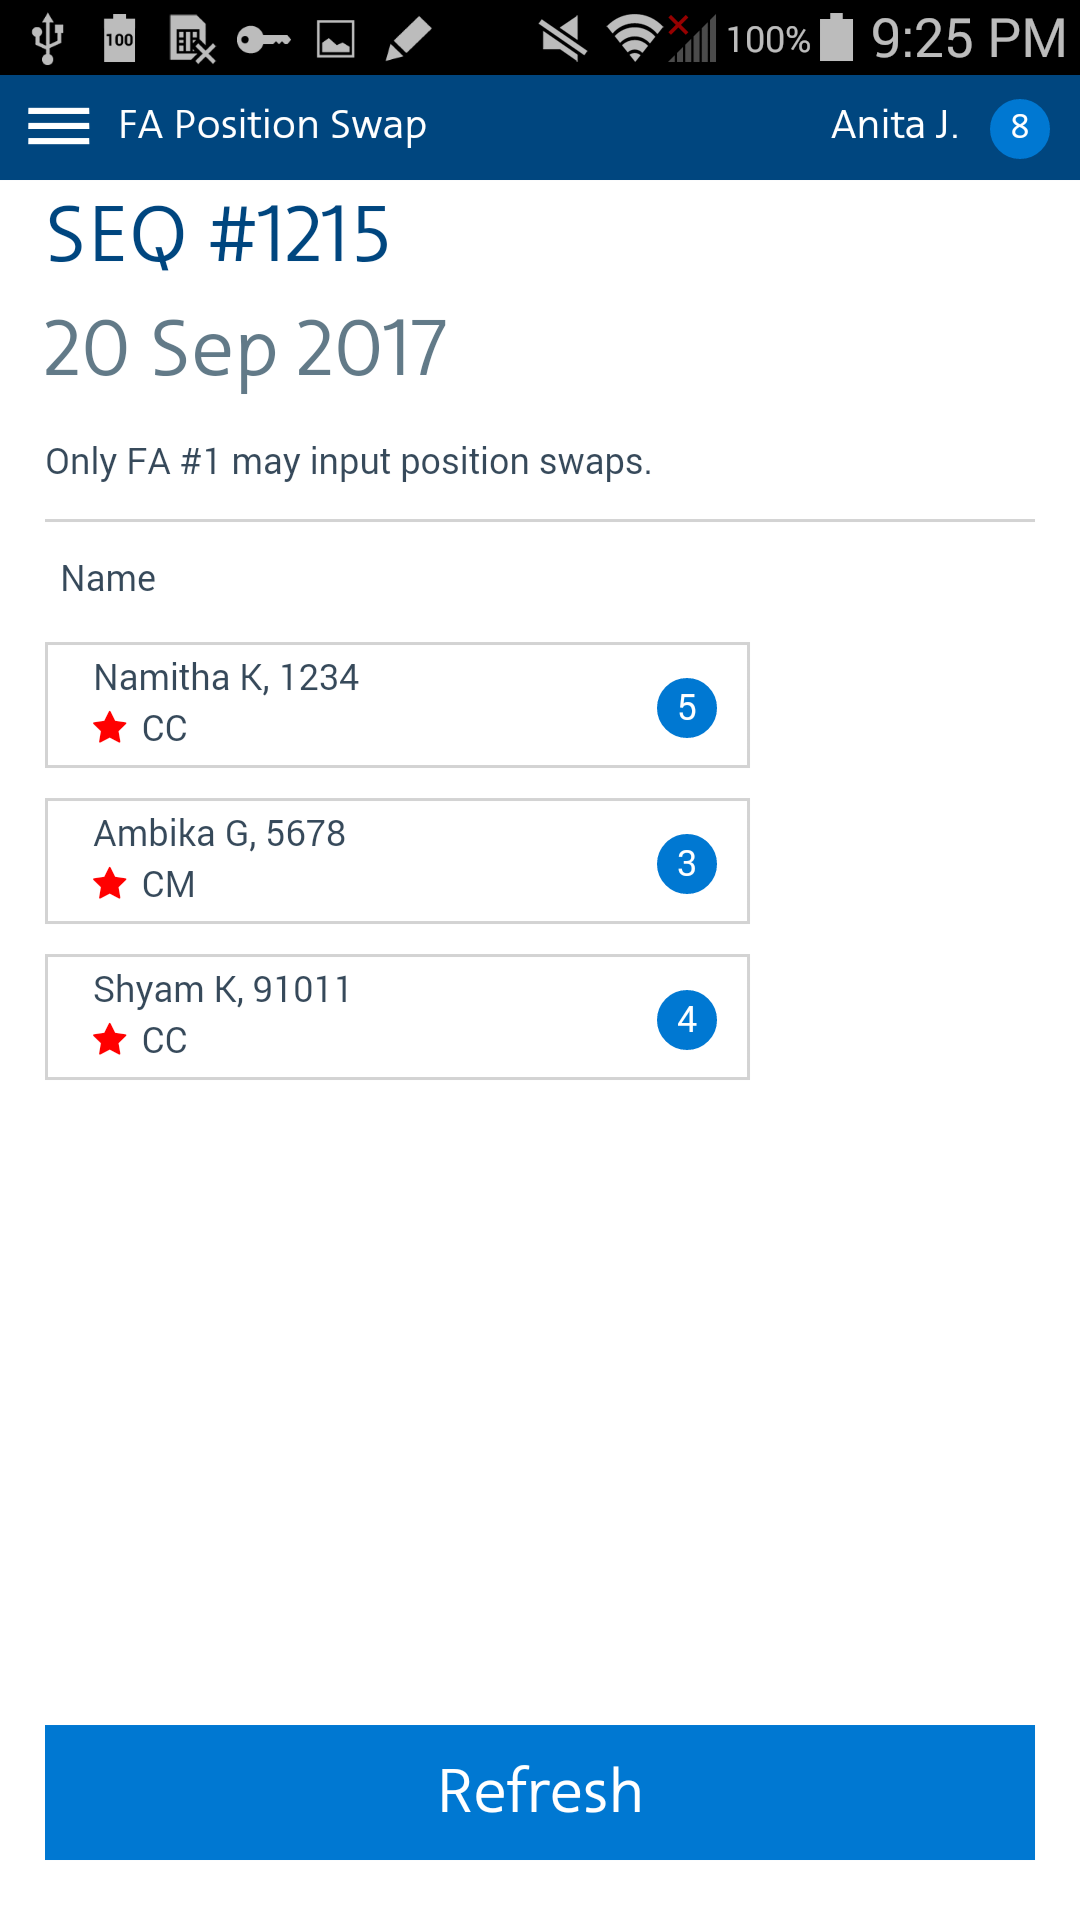 100 100% 9:25 PM
FA Position Swap Anita J. 8
SEQ #1215
20 Sep 2017
Only FA #1 may input position swaps.
Name
Namitha K, 1234
CC 5
Ambika G, 5678
CM 3
Shyam K, 91011
CC 4
Refresh